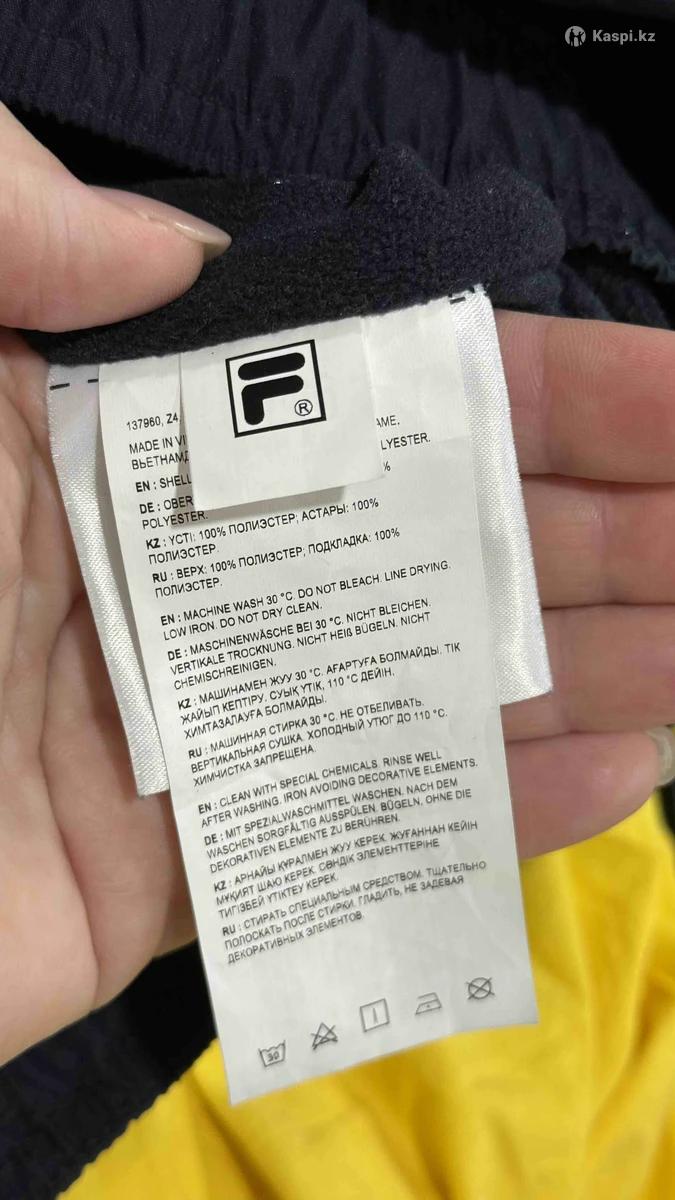 Kaspi.kz
F ®
137960, Z4
AME.
MADE IN VI
LYESTER.
ВЬЕТНАМ
%
EN : SHELL
DE : OBER
POLYESTER.
KZ : ҮСТІ: 100% ПОЛИЭСТЕР; АСТАРЫ: 100%
ПОЛИЭСТЕР.
RU : ВЕРХ: 100% ПОЛИЭСТЕР; ПОДКЛАДКА: 100%
ПОЛИЭСТЕР.
EN : MACHINE WASH 30 °C. DO NOT BLEACH. LINE DRYING.
LOW IRON. DO NOT DRY CLEAN.
DE : MASCHINENWÄSCHE BEI 30 °C. NICHT BLEICHEN.
VERTIKALE TROCKNUNG. NICHT HEIß BÜGELN. NICHT
CHEMISCHREINIGEN.
KZ : МАШИНАМЕН ЖУУ 30 °C. АҒАРТУҒА БОЛМАЙДЫ. ТІК
ЖАЙЫП КЕПТІРУ. СУЫҚ ҮТІК, 110 °C ДЕЙІН.
ХИМТАЗАЛАУҒА БОЛМАЙДЫ.
RU : МАШИННАЯ СТИРКА 30 °C. НЕ ОТБЕЛИВАТЬ.
ВЕРТИКАЛЬНАЯ СУШКА. ХОЛОДНЫЙ УТЮГ ДО 110 °C.
ХИМЧИСТКА ЗАПРЕЩЕНА.
EN : CLEAN WITH SPECIAL CHEMICALS. RINSE WELL
AFTER WASHING. IRON AVOIDING DECORATIVE ELEMENTS.
DE : MIT SPEZIALWASCHMITTEL WASCHEN. NACH DEM
WASCHEN SORGFÄLTIG AUSSPÜLEN. BÜGELN, OHNE DIE
DEKORATIVEN ELEMENTE ZU BERÜHREN.
KZ : АРНАЙЫ ҚҰРАЛМЕН ЖУУ КЕРЕК. ЖУҒАННАН КЕЙІН
МҰҚИЯТ ШАЮ КЕРЕК. СӘНДІК ЭЛЕМЕНТТЕРІНЕ
ТИГІЗБЕЙ ҮТІКТЕУ КЕРЕК.
RU : СТИРАТЬ СПЕЦИАЛЬНЫМ СРЕДСТВОМ. ТЩАТЕЛЬНО
ПОЛОСКАТЬ ПОСЛЕ СТИРКИ. ГЛАДИТЬ, НЕ ЗАДЕВАЯ
ДЕКОРАТИВНЫХ ЭЛЕМЕНТОВ.
30